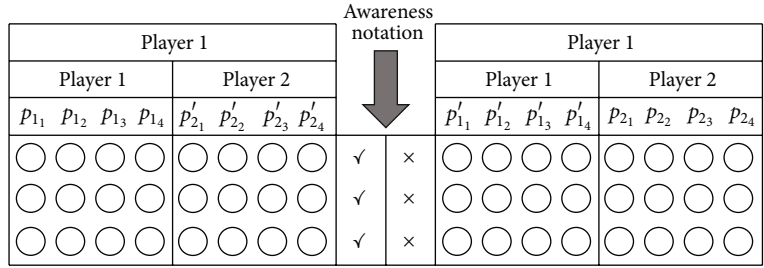 Awareness
notation
Player 1 Player 1
Player 1 Player 2 Player 1 Player 2
p₁₁ p₁₂ p₁₃ p₁₄ p′₂₁ p′₂₂ p′₂₃ p′₂₄ p′₁₁ p′₁₂ p′₁₃ p′₁₄ p₂₁ p₂₂ p₂₃ p₂₄
✓ ×
✓ ×
✓ ×